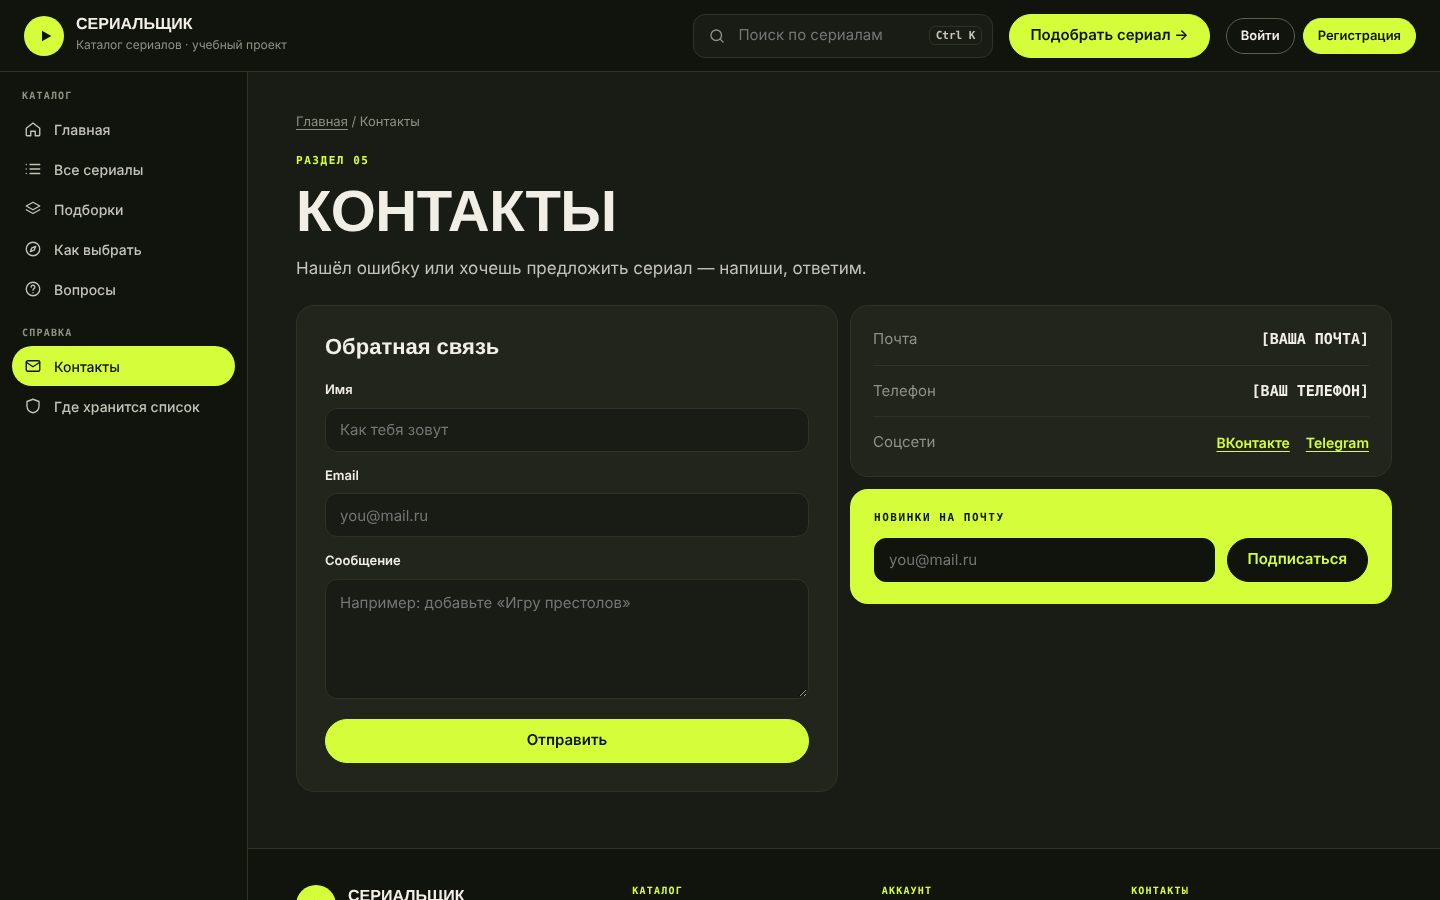 СЕРИАЛЬЩИК
Каталог сериалов · учебный проект
Поиск по сериалам
Ctrl K
Подобрать сериал →
Войти
Регистрация
КАТАЛОГ
Главная
Все сериалы
Подборки
Как выбрать
Вопросы
СПРАВКА
Контакты
Где хранится список
Главная / Контакты
РАЗДЕЛ 05
КОНТАКТЫ
Нашёл ошибку или хочешь предложить сериал — напиши, ответим.
Обратная связь
Имя
Как тебя зовут
Email
you@mail.ru
Сообщение
Например: добавьте «Игру престолов»
Отправить
Почта [ВАША ПОЧТА]
Телефон [ВАШ ТЕЛЕФОН]
Соцсети ВКонтакте Telegram
НОВИНКИ НА ПОЧТУ
you@mail.ru
Подписаться
СЕРИАЛЬЩИК
КАТАЛОГ
АККАУНТ
КОНТАКТЫ